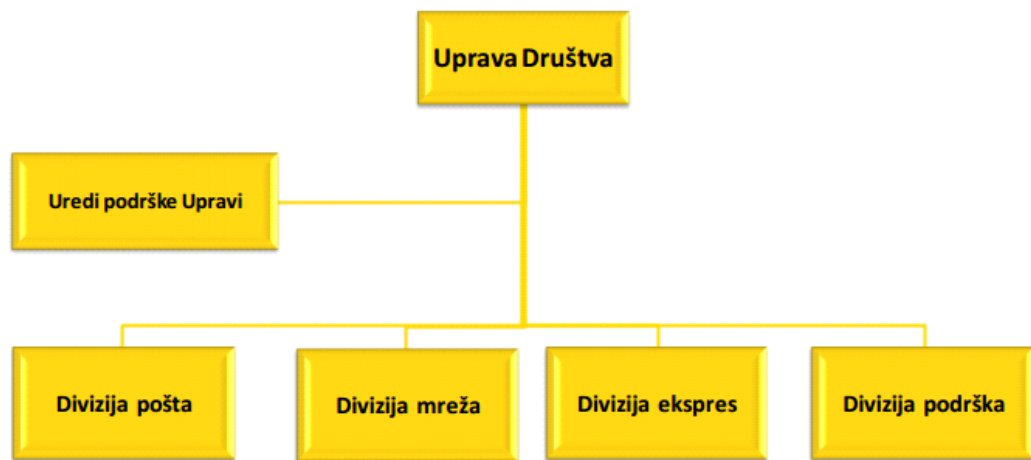 Uprava Društva
Uredi podrške Upravi
Divizija pošta
Divizija mreža
Divizija ekspres
Divizija podrška